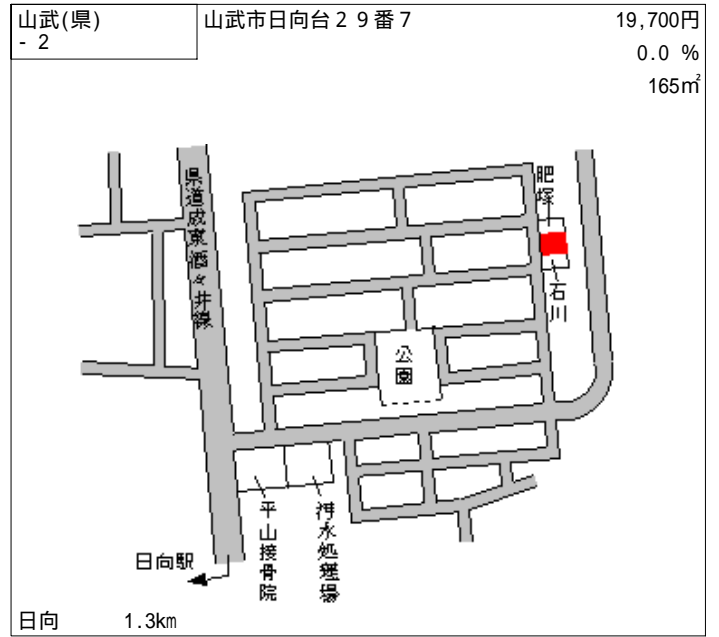 山武(県)
- 2
山武市日向台２９番７
19,700円
0.0 %
165㎡
県道成東酒々井線
肥塚
石川
公園
平山接骨院
汚水処理場
日向駅
日向 1.3km